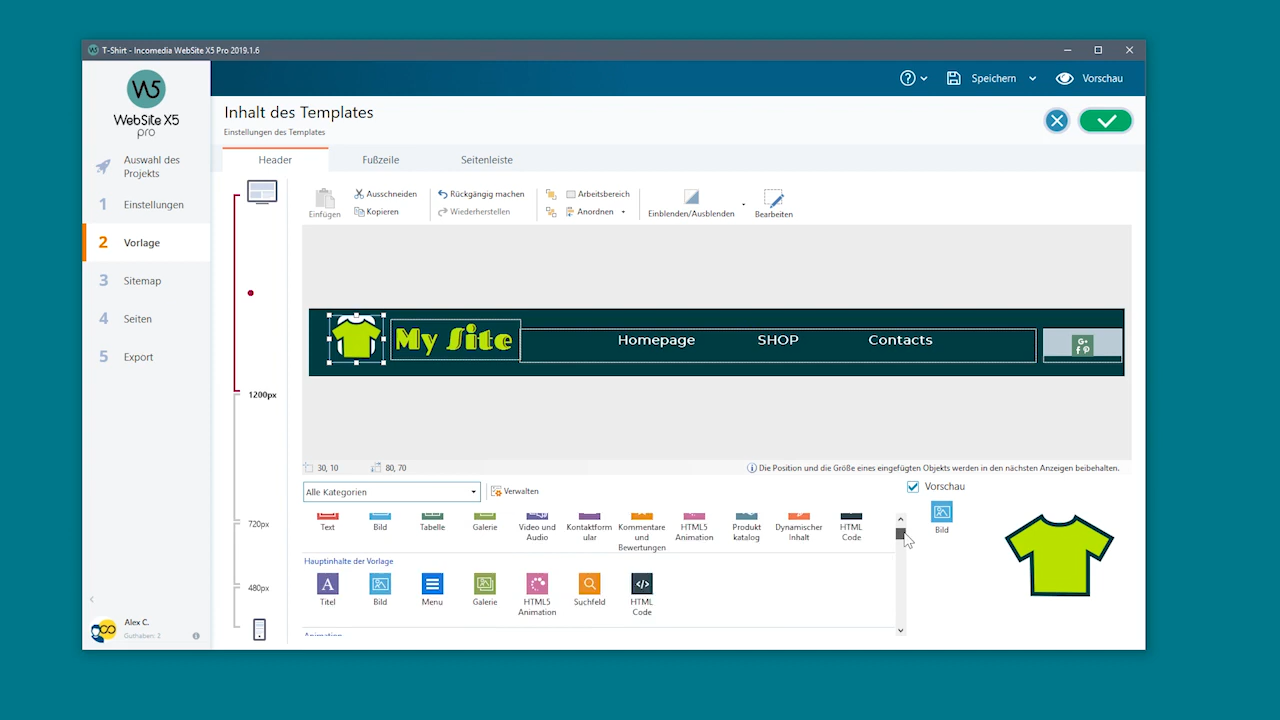 T-Shirt - Incomedia WebSite X5 Pro 2019.1.6
W5
WebSite X5
pro
Speichern
Vorschau
Inhalt des Templates
Einstellungen des Templates
Auswahl des
Projekts
1 Einstellungen
2 Vorlage
3 Sitemap
4 Seiten
5 Export
Header
Fußzeile
Seitenleiste
Einfügen
Ausschneiden
Kopieren
Rückgängig machen
Wiederherstellen
Arbeitsbereich
Anordnen
Einblenden/Ausblenden
Bearbeiten
My Site
Homepage
SHOP
Contacts
G+
1200px
720px
480px
30, 10
80, 70
Die Position und die Größe eines eingefügten Objekts werden in den nächsten Anzeigen beibehalten.
Alle Kategorien
Verwalten
Vorschau
Text
Bild
Tabelle
Galerie
Video und
Audio
Kontaktform
ular
Kommentare
und
Bewertungen
HTML5
Animation
Produkt
katalog
Dynamischer
Inhalt
HTML
Code
Bild
Hauptinhalte der Vorlage
Titel
Bild
Menu
Galerie
HTML5
Animation
Suchfeld
HTML
Code
Animation
Alex C.
Guthaben: 2